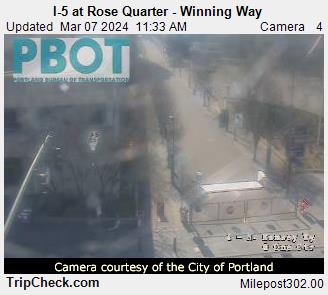 I-5 at Rose Quarter - Winning Way
Updated Mar 07 2024 11:33 AM Camera 4
PBOT
PORTLAND BUREAU OF TRANSPORTATION
Camera courtesy of the City of Portland
TripCheck.com Milepost302.00